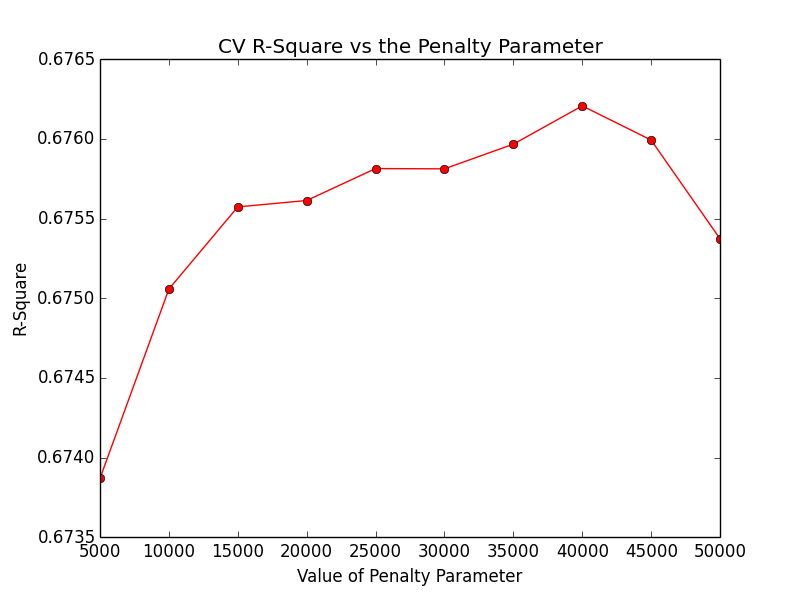 CV R-Square vs the Penalty Parameter
0.6765
0.6760
0.6755
0.6750
0.6745
0.6740
0.6735
R-Square
5000 10000 15000 20000 25000 30000 35000 40000 45000 50000
Value of Penalty Parameter